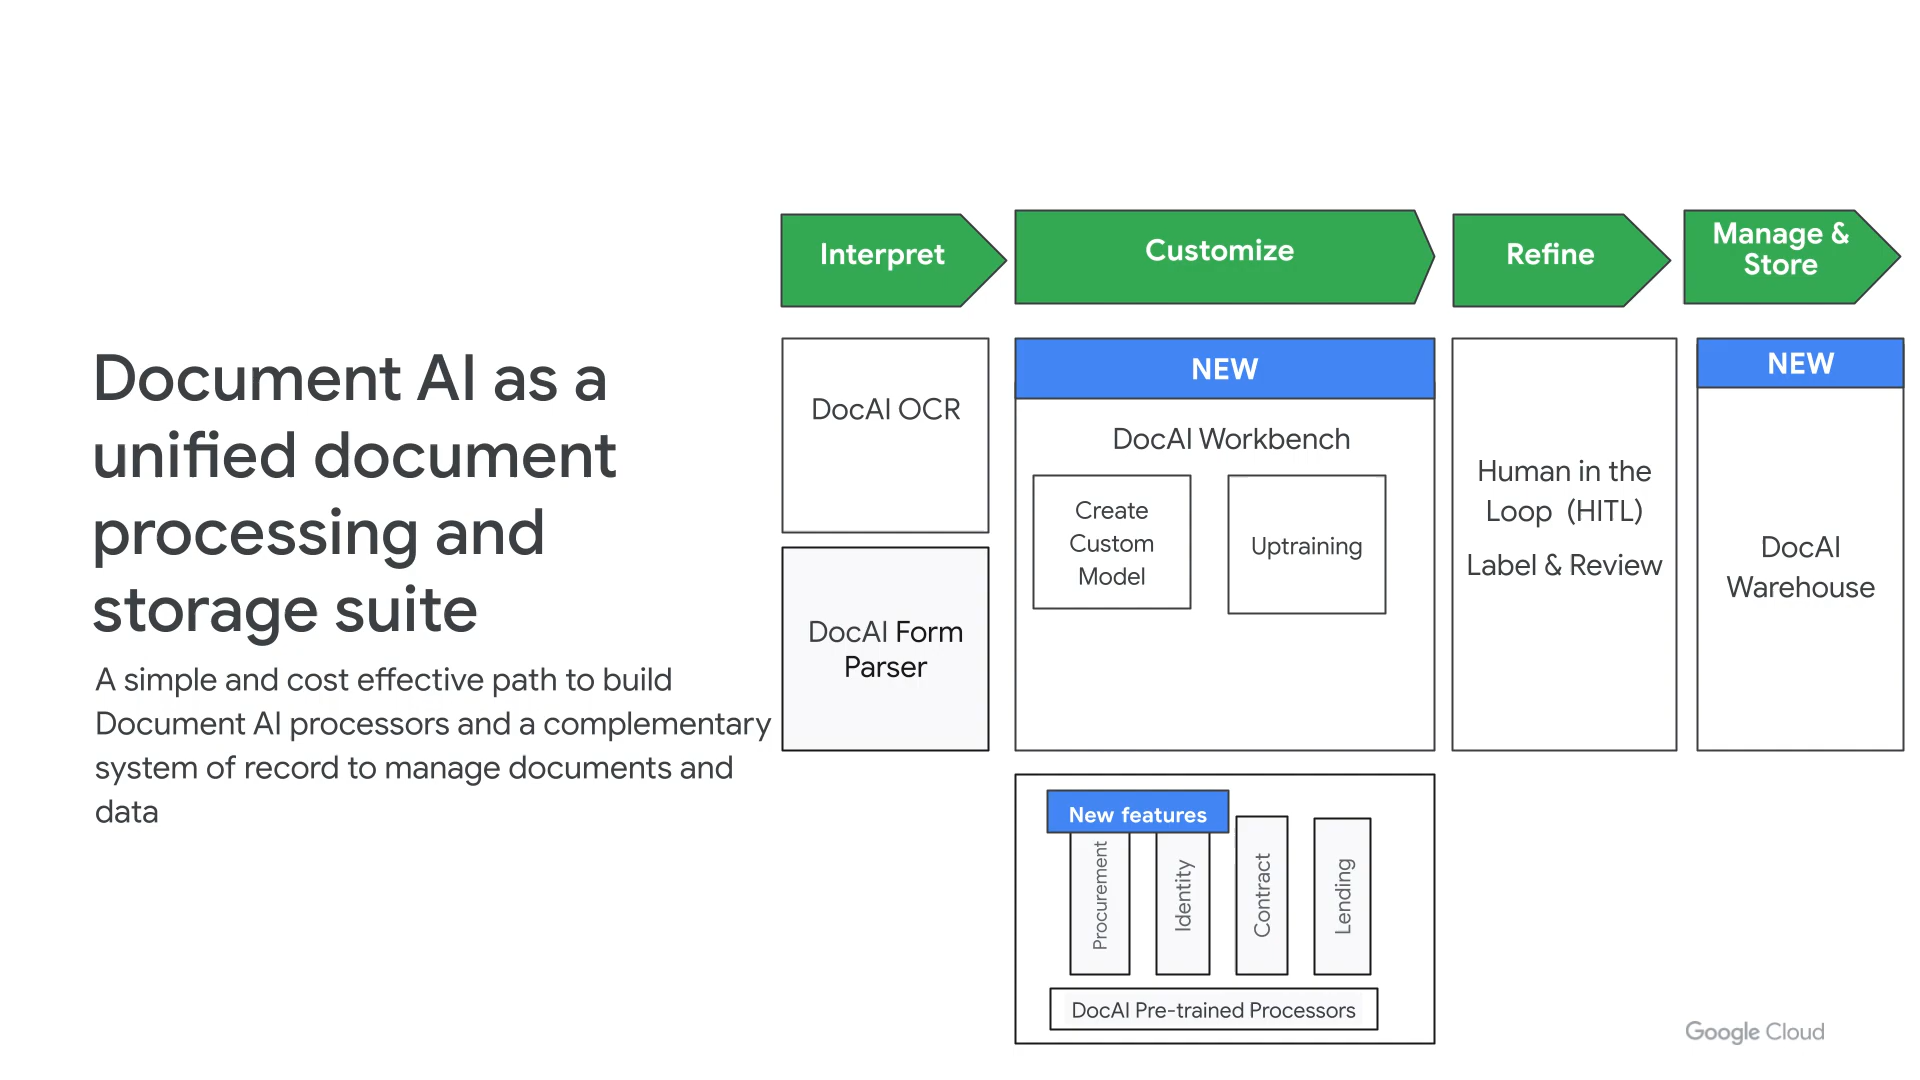 Document AI as a
unified document
processing and
storage suite
A simple and cost effective path to build
Document AI processors and a complementary
system of record to manage documents and
data
Interpret
Customize
Refine
Manage &
Store
DocAI OCR
DocAI Form
Parser
NEW
DocAI Workbench
Create
Custom
Model
Uptraining
Human in the
Loop (HITL)
Label & Review
NEW
DocAI
Warehouse
New features
Procurement
Identity
Contract
Lending
DocAI Pre-trained Processors
Google Cloud